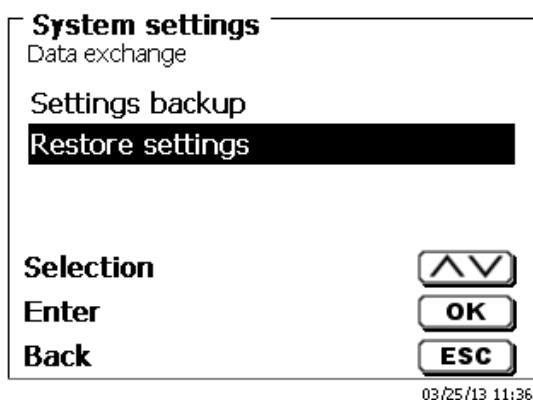 System settings
Data exchange
Settings backup
Restore settings
Selection
Enter OK
Back ESC
03/25/13 11:36